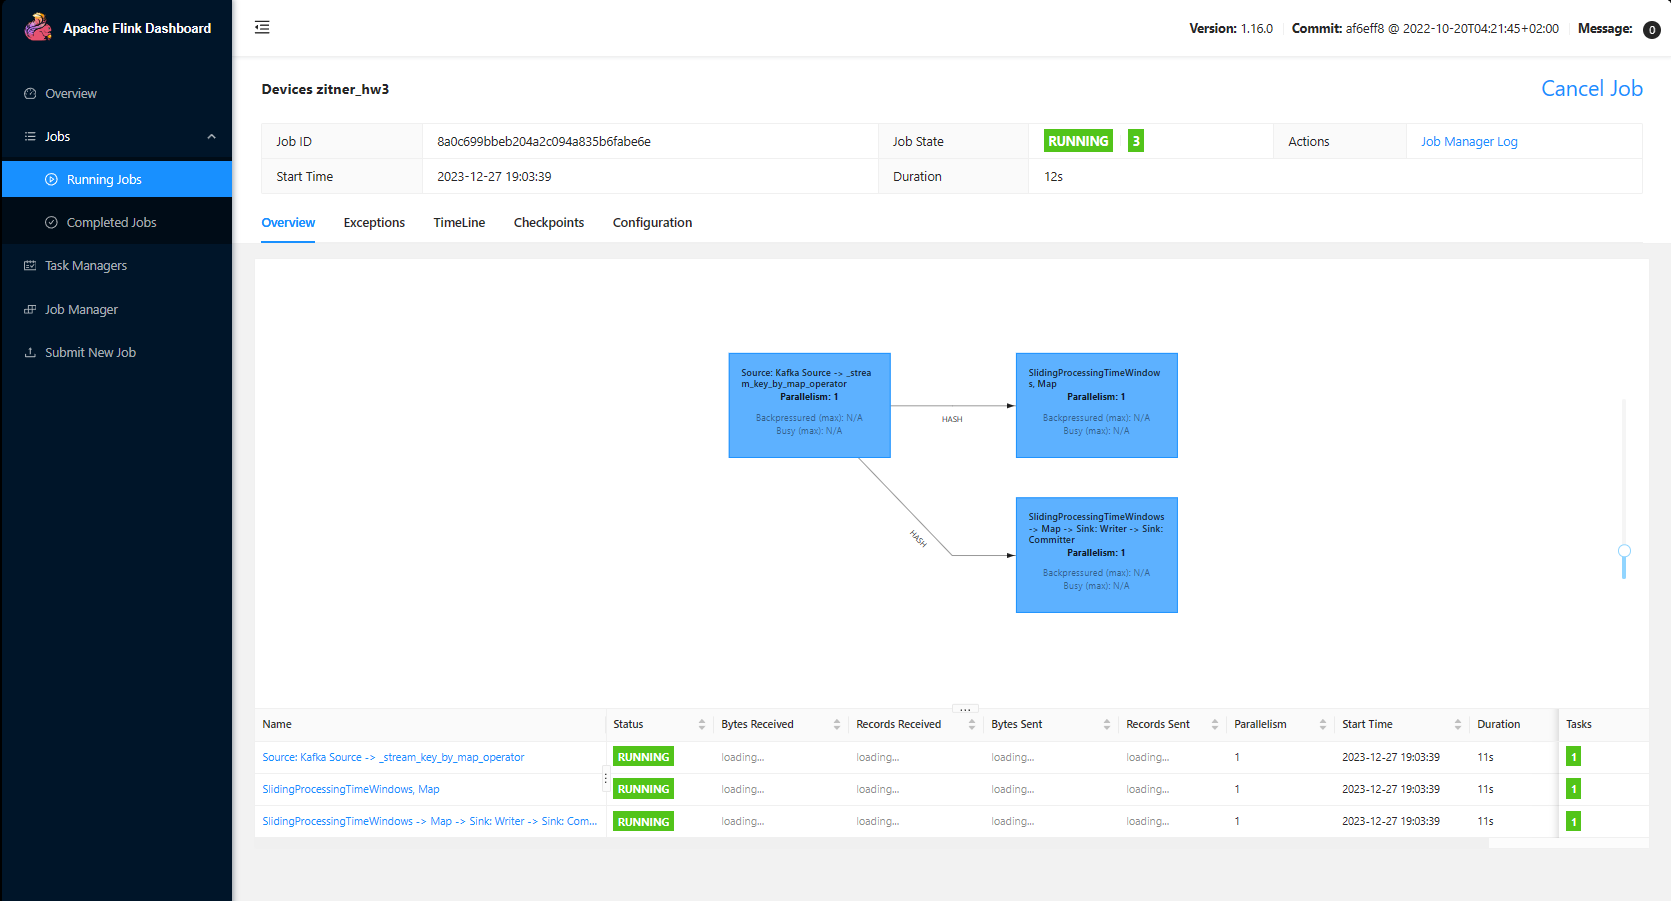 Apache Flink Dashboard
Version: 1.16.0 Commit: af6eff8 @ 2022-10-20T04:21:45+02:00 Message: 0
Overview
Jobs
Running Jobs
Completed Jobs
Task Managers
Job Manager
Submit New Job
Devices zitner_hw3
Cancel Job
Job ID 8a0c699bbeb204a2c094a835b6fabe6e Job State RUNNING 3 Actions Job Manager Log
Start Time 2023-12-27 19:03:39 Duration 12s
Overview Exceptions TimeLine Checkpoints Configuration
Source: Kafka Source -> _strea
m_key_by_map_operator
Parallelism: 1
Backpressured (max): N/A
Busy (max): N/A
HASH
SlidingProcessingTimeWindow
s, Map
Parallelism: 1
Backpressured (max): N/A
Busy (max): N/A
HASH
SlidingProcessingTimeWindows
-> Map -> Sink: Writer -> Sink:
Committer
Parallelism: 1
Backpressured (max): N/A
Busy (max): N/A
Name Status Bytes Received Records Received Bytes Sent Records Sent Parallelism Start Time Duration Tasks
Source: Kafka Source -> _stream_key_by_map_operator RUNNING loading... loading... loading... loading... 1 2023-12-27 19:03:39 11s 1
SlidingProcessingTimeWindows, Map RUNNING loading... loading... loading... loading... 1 2023-12-27 19:03:39 11s 1
SlidingProcessingTimeWindows -> Map -> Sink: Writer -> Sink: Com... RUNNING loading... loading... loading... loading... 1 2023-12-27 19:03:39 11s 1